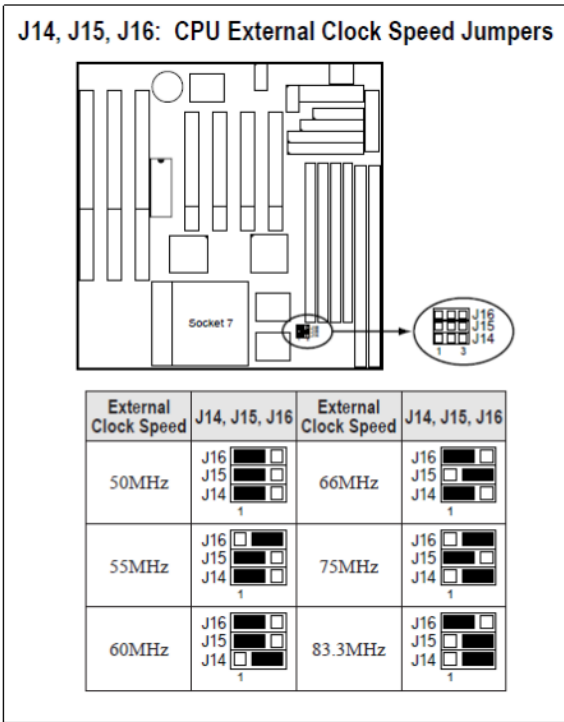 J14, J15, J16: CPU External Clock Speed Jumpers
Socket 7
J16
J15
J14
1 3
External Clock Speed
J14, J15, J16
External Clock Speed
J14, J15, J16
50MHz
J16
J15
J14
1
66MHz
J16
J15
J14
1
55MHz
J16
J15
J14
1
75MHz
J16
J15
J14
1
60MHz
J16
J15
J14
1
83.3MHz
J16
J15
J14
1